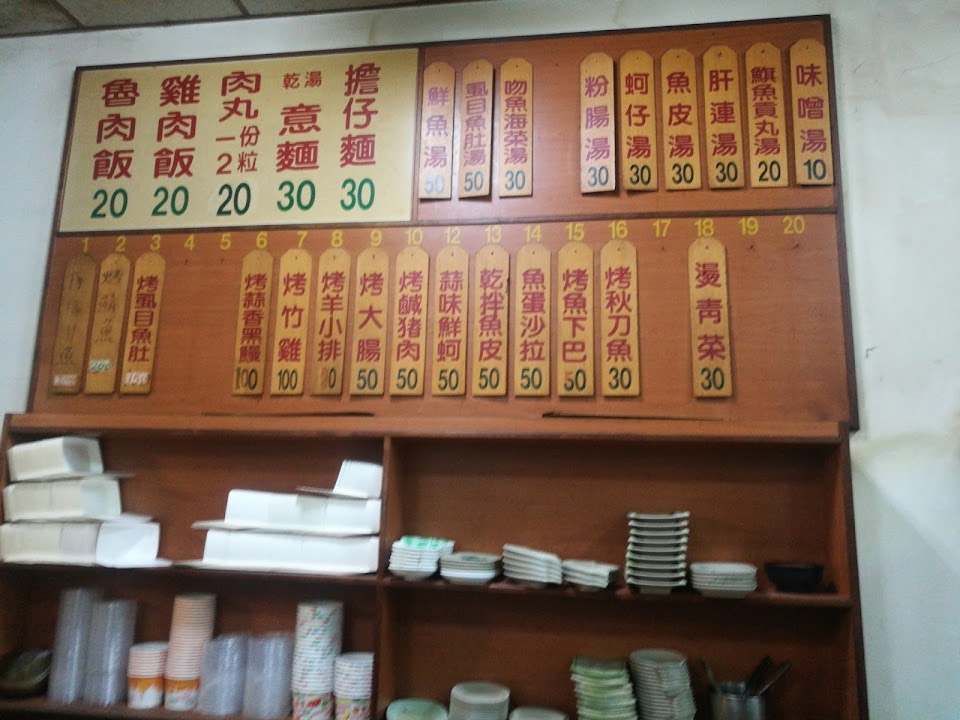 魯肉飯 20
雞肉飯 20
肉丸 一份2粒 20
乾湯 意麵 30
擔仔麵 30
鮮魚湯 50
虱目魚肚湯 50
吻魚海菜湯 30
粉腸湯 30
蚵仔湯 30
魚皮湯 30
肝連湯 30
旗魚貢丸湯 20
味噌湯 10
1 2 3 4 5 6 7 8 9 10 12 13 14 15 16 17 18 19 20
烤虱目魚肚
烤蒜香黑鰻 100
烤竹雞 100
烤羊小排
烤大腸 50
烤鹹豬肉 50
蒜味鮮蚵 50
乾拌魚皮 50
魚蛋沙拉 50
烤魚下巴 50
烤秋刀魚 30
燙青菜 30